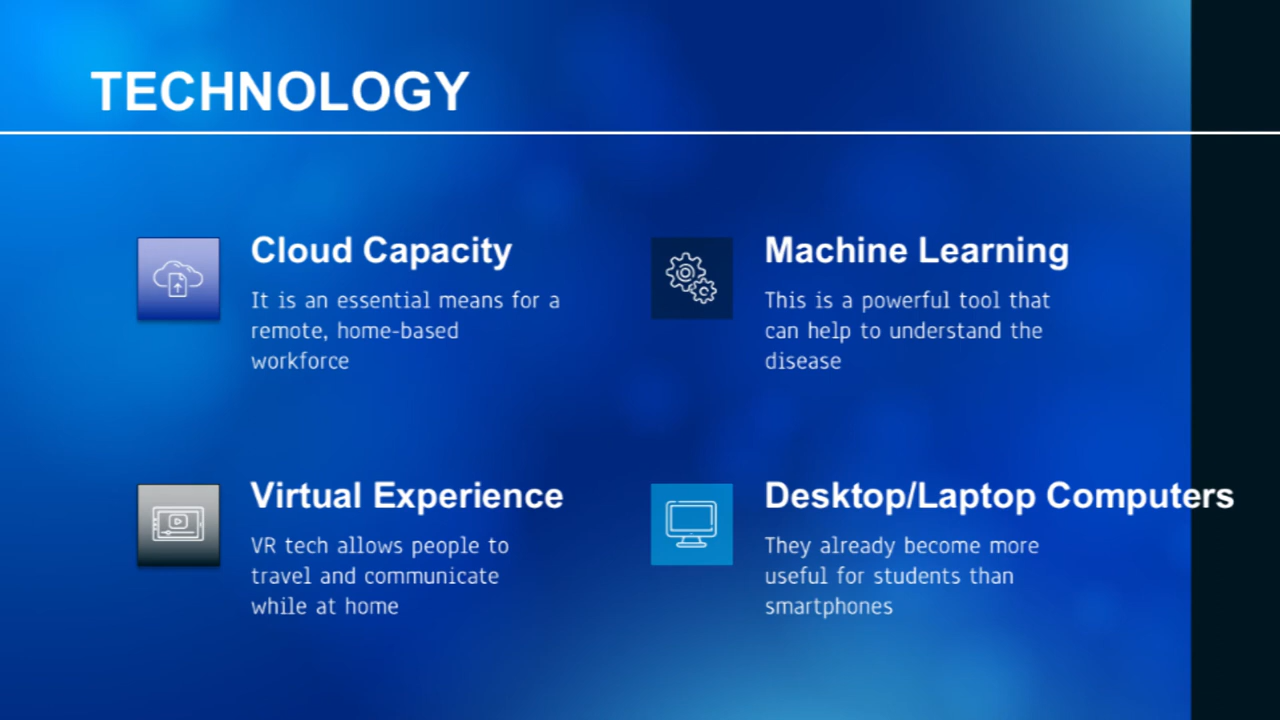 TECHNOLOGY
Cloud Capacity
It is an essential means for a
remote, home-based
workforce
Machine Learning
This is a powerful tool that
can help to understand the
disease
Virtual Experience
VR tech allows people to
travel and communicate
while at home
Desktop/Laptop Computers
They already become more
useful for students than
smartphones